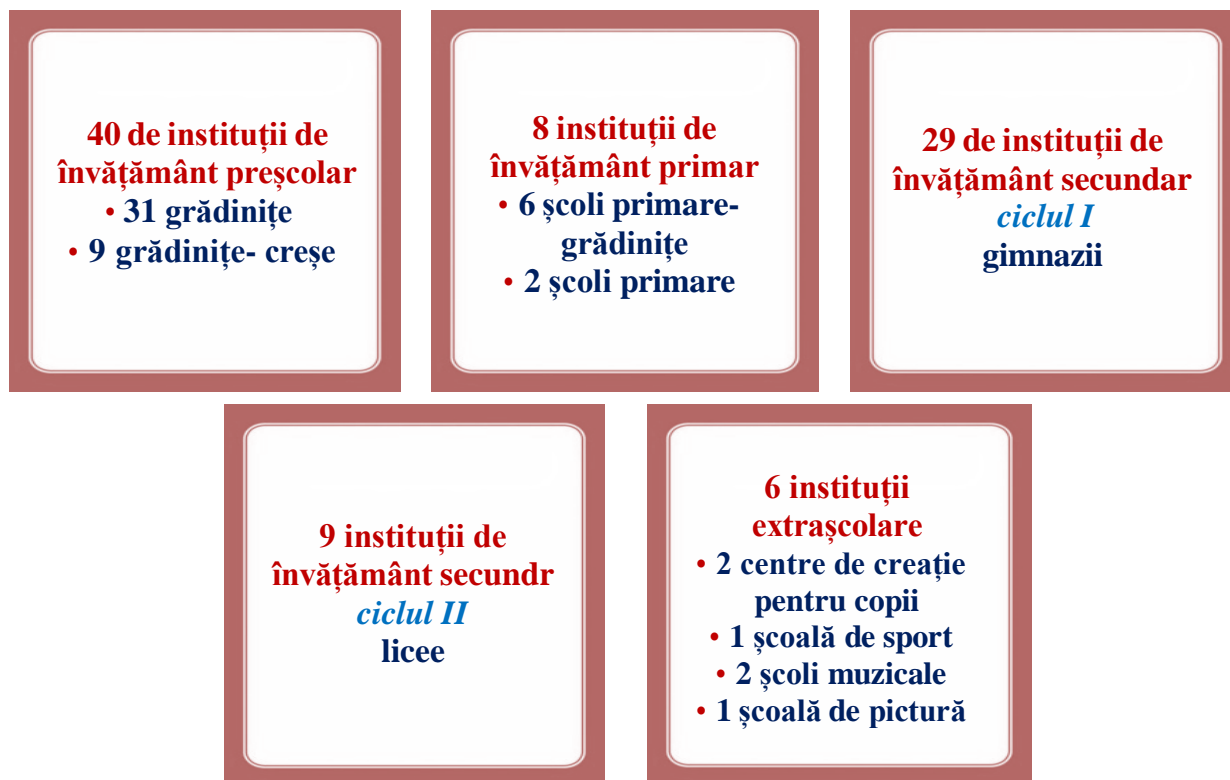 40 de instituții de
învățământ preșcolar
• 31 grădinițe
• 9 grădinițe- creșe
8 instituții de
învățământ primar
• 6 școli primare-
grădinițe
• 2 școli primare
29 de instituții de
învățământ secundar
ciclul I
gimnazii
9 instituții de
învățământ secundr
ciclul II
licee
6 instituții
extrașcolare
• 2 centre de creație
pentru copii
• 1 școală de sport
• 2 școli muzicale
• 1 școală de pictură